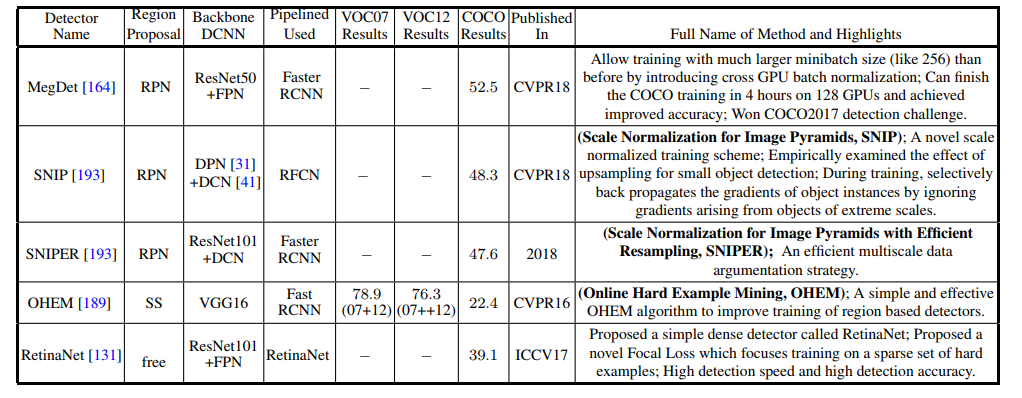 Detector Name | Region Proposal | Backbone DCNN | Pipelined Used | VOC07 Results | VOC12 Results | COCO Results | Published In | Full Name of Method and Highlights
MegDet [164] | RPN | ResNet50 +FPN | Faster RCNN | − | − | 52.5 | CVPR18 | Allow training with much larger minibatch size (like 256) than
before by introducing cross GPU batch normalization; Can finish
the COCO training in 4 hours on 128 GPUs and achieved
improved accuracy; Won COCO2017 detection challenge.
SNIP [193] | RPN | DPN [31] +DCN [41] | RFCN | − | − | 48.3 | CVPR18 | (Scale Normalization for Image Pyramids, SNIP); A novel scale
normalized training scheme; Empirically examined the effect of
upsampling for small object detection; During training, selectively
back propagates the gradients of object instances by ignoring
gradients arising from objects of extreme scales.
SNIPER [193] | RPN | ResNet101 +DCN | Faster RCNN | − | − | 47.6 | 2018 | (Scale Normalization for Image Pyramids with Efficient
Resampling, SNIPER); An efficient multiscale data
argumentation strategy.
OHEM [189] | SS | VGG16 | Fast RCNN | 78.9 (07+12) | 76.3 (07++12) | 22.4 | CVPR16 | (Online Hard Example Mining, OHEM); A simple and effective
OHEM algorithm to improve training of region based detectors.
RetinaNet [131] | free | ResNet101 +FPN | RetinaNet | − | − | 39.1 | ICCV17 | Proposed a simple dense detector called RetinaNet; Proposed a
novel Focal Loss which focuses training on a sparse set of hard
examples; High detection speed and high detection accuracy.